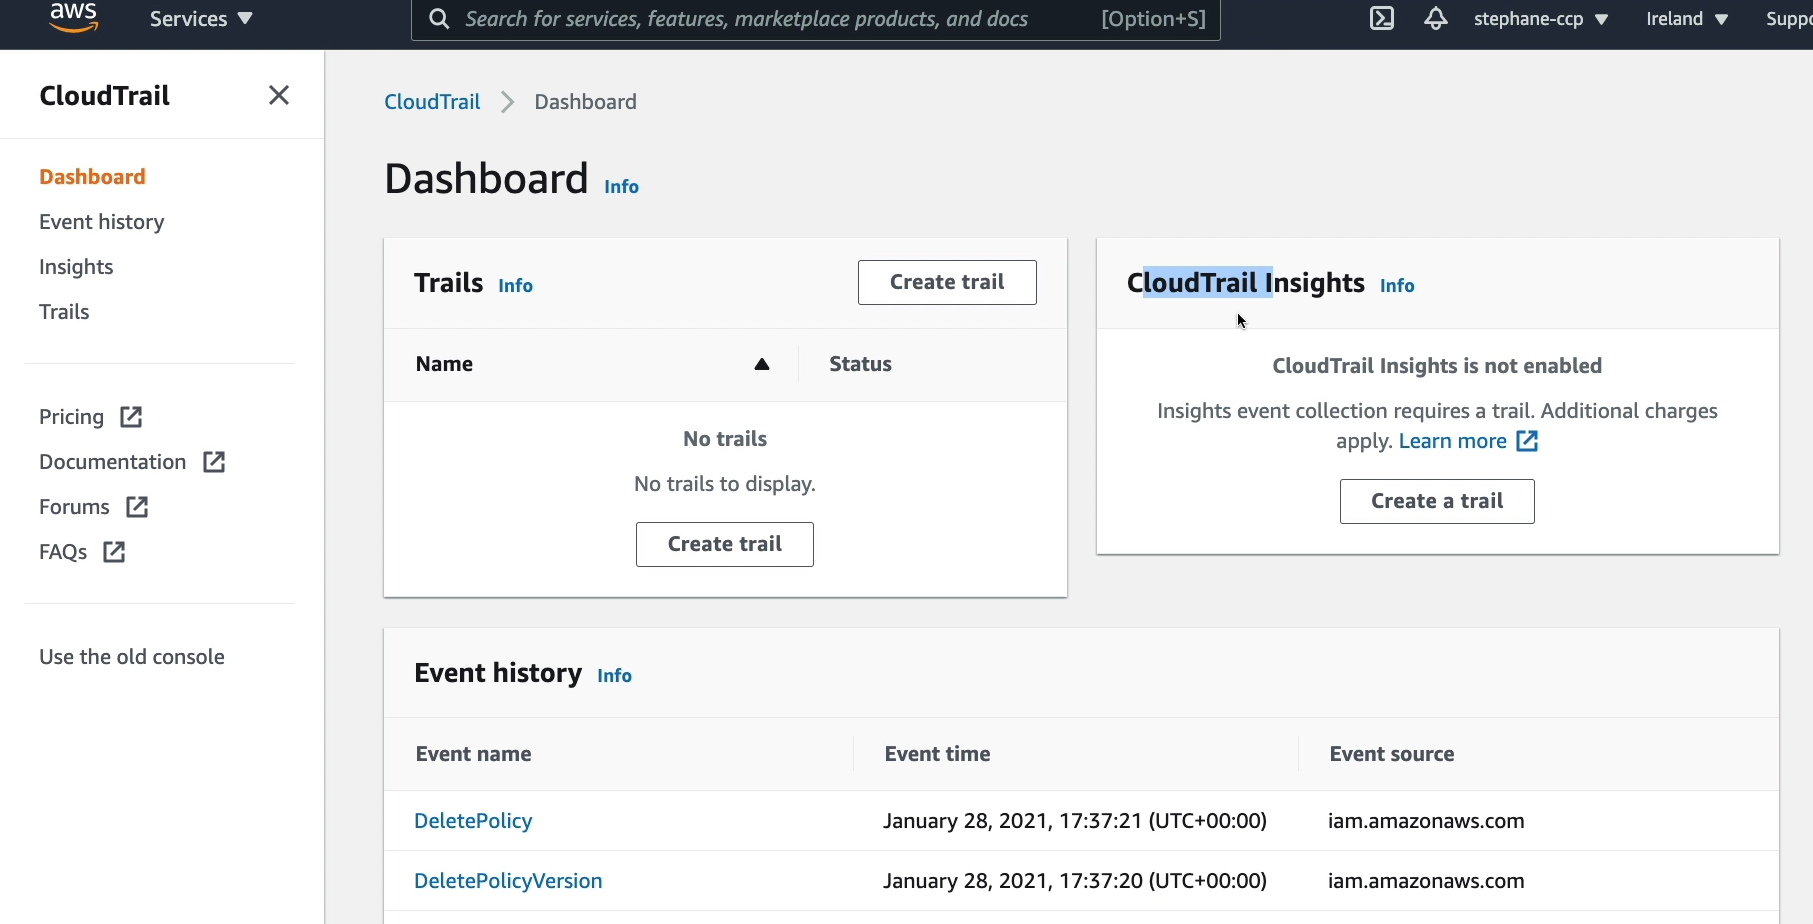 aws
Services
Search for services, features, marketplace products, and docs [Option+S]
stephane-ccp
Ireland
CloudTrail
Dashboard
Event history
Insights
Trails
Pricing
Documentation
Forums
FAQs
Use the old console
CloudTrail Dashboard
Dashboard Info
Trails Info
Create trail
Name Status
No trails
No trails to display.
Create trail
CloudTrail Insights Info
CloudTrail Insights is not enabled
Insights event collection requires a trail. Additional charges
apply. Learn more
Create a trail
Event history Info
Event name Event time Event source
DeletePolicy January 28, 2021, 17:37:21 (UTC+00:00) iam.amazonaws.com
DeletePolicyVersion January 28, 2021, 17:37:20 (UTC+00:00) iam.amazonaws.com